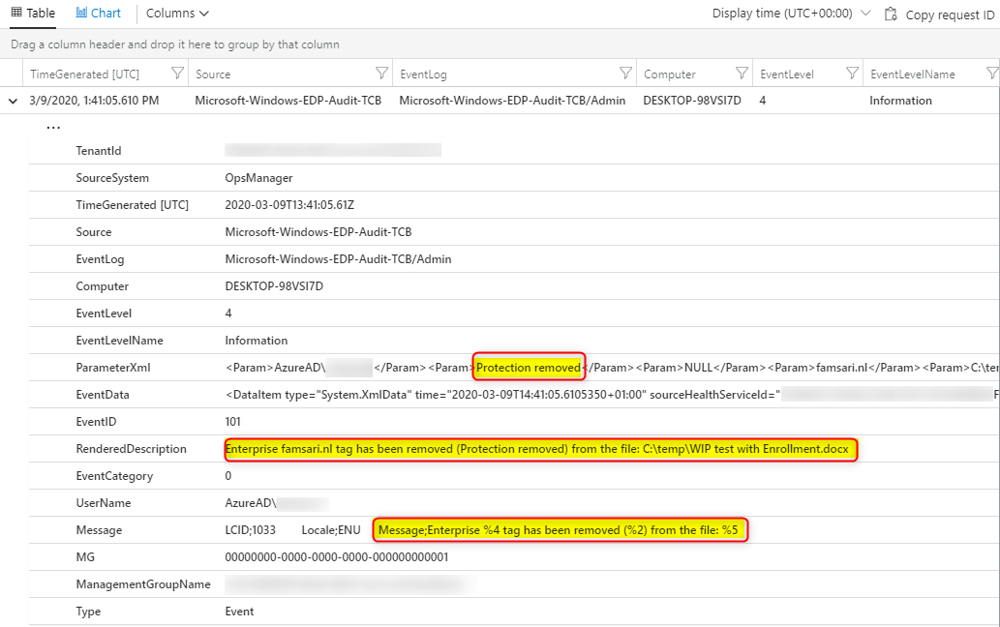 Table Chart Columns Display time (UTC+00:00) Copy request ID
Drag a column header and drop it here to group by that column
TimeGenerated [UTC] Source EventLog Computer EventLevel EventLevelName
3/9/2020, 1:41:05.610 PM Microsoft-Windows-EDP-Audit-TCB Microsoft-Windows-EDP-Audit-TCB/Admin DESKTOP-98VSI7D 4 Information
...
TenantId
SourceSystem OpsManager
TimeGenerated [UTC] 2020-03-09T13:41:05.61Z
Source Microsoft-Windows-EDP-Audit-TCB
EventLog Microsoft-Windows-EDP-Audit-TCB/Admin
Computer DESKTOP-98VSI7D
EventLevel 4
EventLevelName Information
ParameterXml <Param>AzureAD\ </Param><Param>Protection removed</Param><Param>NULL</Param><Param>famsari.nl</Param><Param>C:\ter
EventData <DataItem type="System.XmlData" time="2020-03-09T14:41:05.6105350+01:00" sourceHealthServiceId="
EventID 101
RenderedDescription Enterprise famsari.nl tag has been removed (Protection removed) from the file: C:\temp\WIP test with Enrollment.docx
EventCategory 0
UserName AzureAD\
Message LCID;1033 Locale;ENU Message;Enterprise %4 tag has been removed (%2) from the file: %5
MG 00000000-0000-0000-0000-000000000001
ManagementGroupName
Type Event